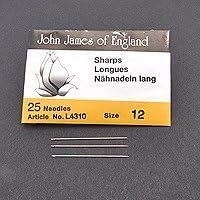 John James of England
Sharps
Longues
Nähnadeln lang
25 Needles
Article No. L4310 Size 12